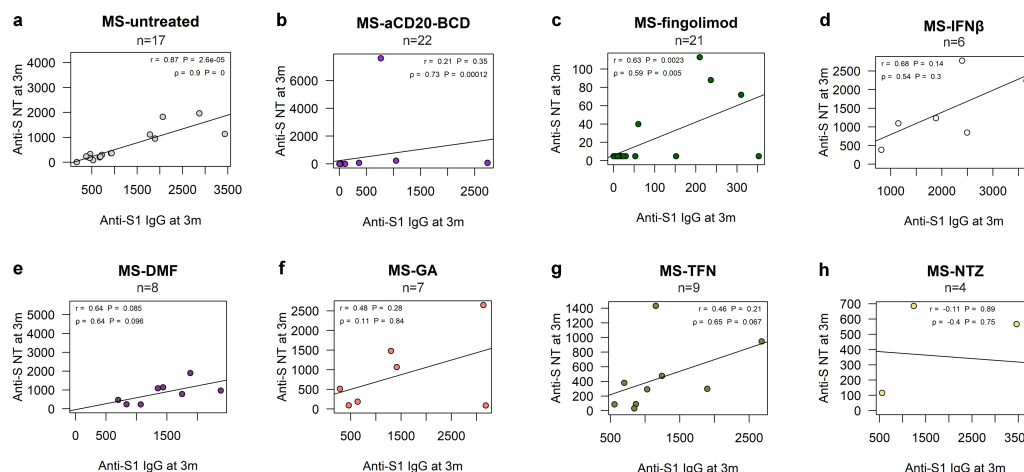 a
MS-untreated
n=17
r = 0.87 P = 2.6e-05
ρ = 0.9 P = 0
Anti-S NT at 3m
4000
3000
2000
1000
0
500 1500 2500 3500
Anti-S1 IgG at 3m
b
MS-aCD20-BCD
n=22
r = 0.21 P = 0.35
ρ = 0.73 P = 0.00012
Anti-S NT at 3m
6000
4000
2000
0
0 500 1500 2500
Anti-S1 IgG at 3m
c
MS-fingolimod
n=21
r = 0.63 P = 0.0023
ρ = 0.59 P = 0.005
Anti-S NT at 3m
100
80
60
40
20
0
0 100 200 300
Anti-S1 IgG at 3m
d
MS-IFNβ
n=6
r = 0.68 P = 0.14
ρ = 0.54 P = 0.3
Anti-S NT at 3m
2500
2000
1500
1000
500
0
1000 2000 3000
Anti-S1 IgG at 3m
e
MS-DMF
n=8
r = 0.64 P = 0.085
ρ = 0.64 P = 0.096
Anti-S NT at 3m
5000
4000
3000
2000
1000
0
0 500 1500
Anti-S1 IgG at 3m
f
MS-GA
n=7
r = 0.48 P = 0.28
ρ = 0.11 P = 0.84
Anti-S NT at 3m
2500
2000
1500
1000
500
0
500 1500 2500
Anti-S1 IgG at 3m
g
MS-TFN
n=9
r = 0.46 P = 0.21
ρ = 0.65 P = 0.067
Anti-S NT at 3m
1400
1200
1000
800
600
400
200
0
500 1500 2500
Anti-S1 IgG at 3m
h
MS-NTZ
n=4
r = -0.11 P = 0.89
ρ = -0.4 P = 0.75
Anti-S NT at 3m
700
600
500
400
300
200
100
0
500 1500 2500
Anti-S1 IgG at 3m